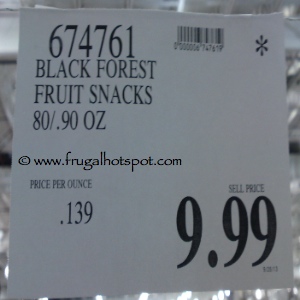 674761
0000006747619
*
BLACK FOREST
FRUIT SNACKS
80/.90 OZ
© www.frugalhotspot.com
PRICE PER OUNCE
SELL PRICE
.139
9.99